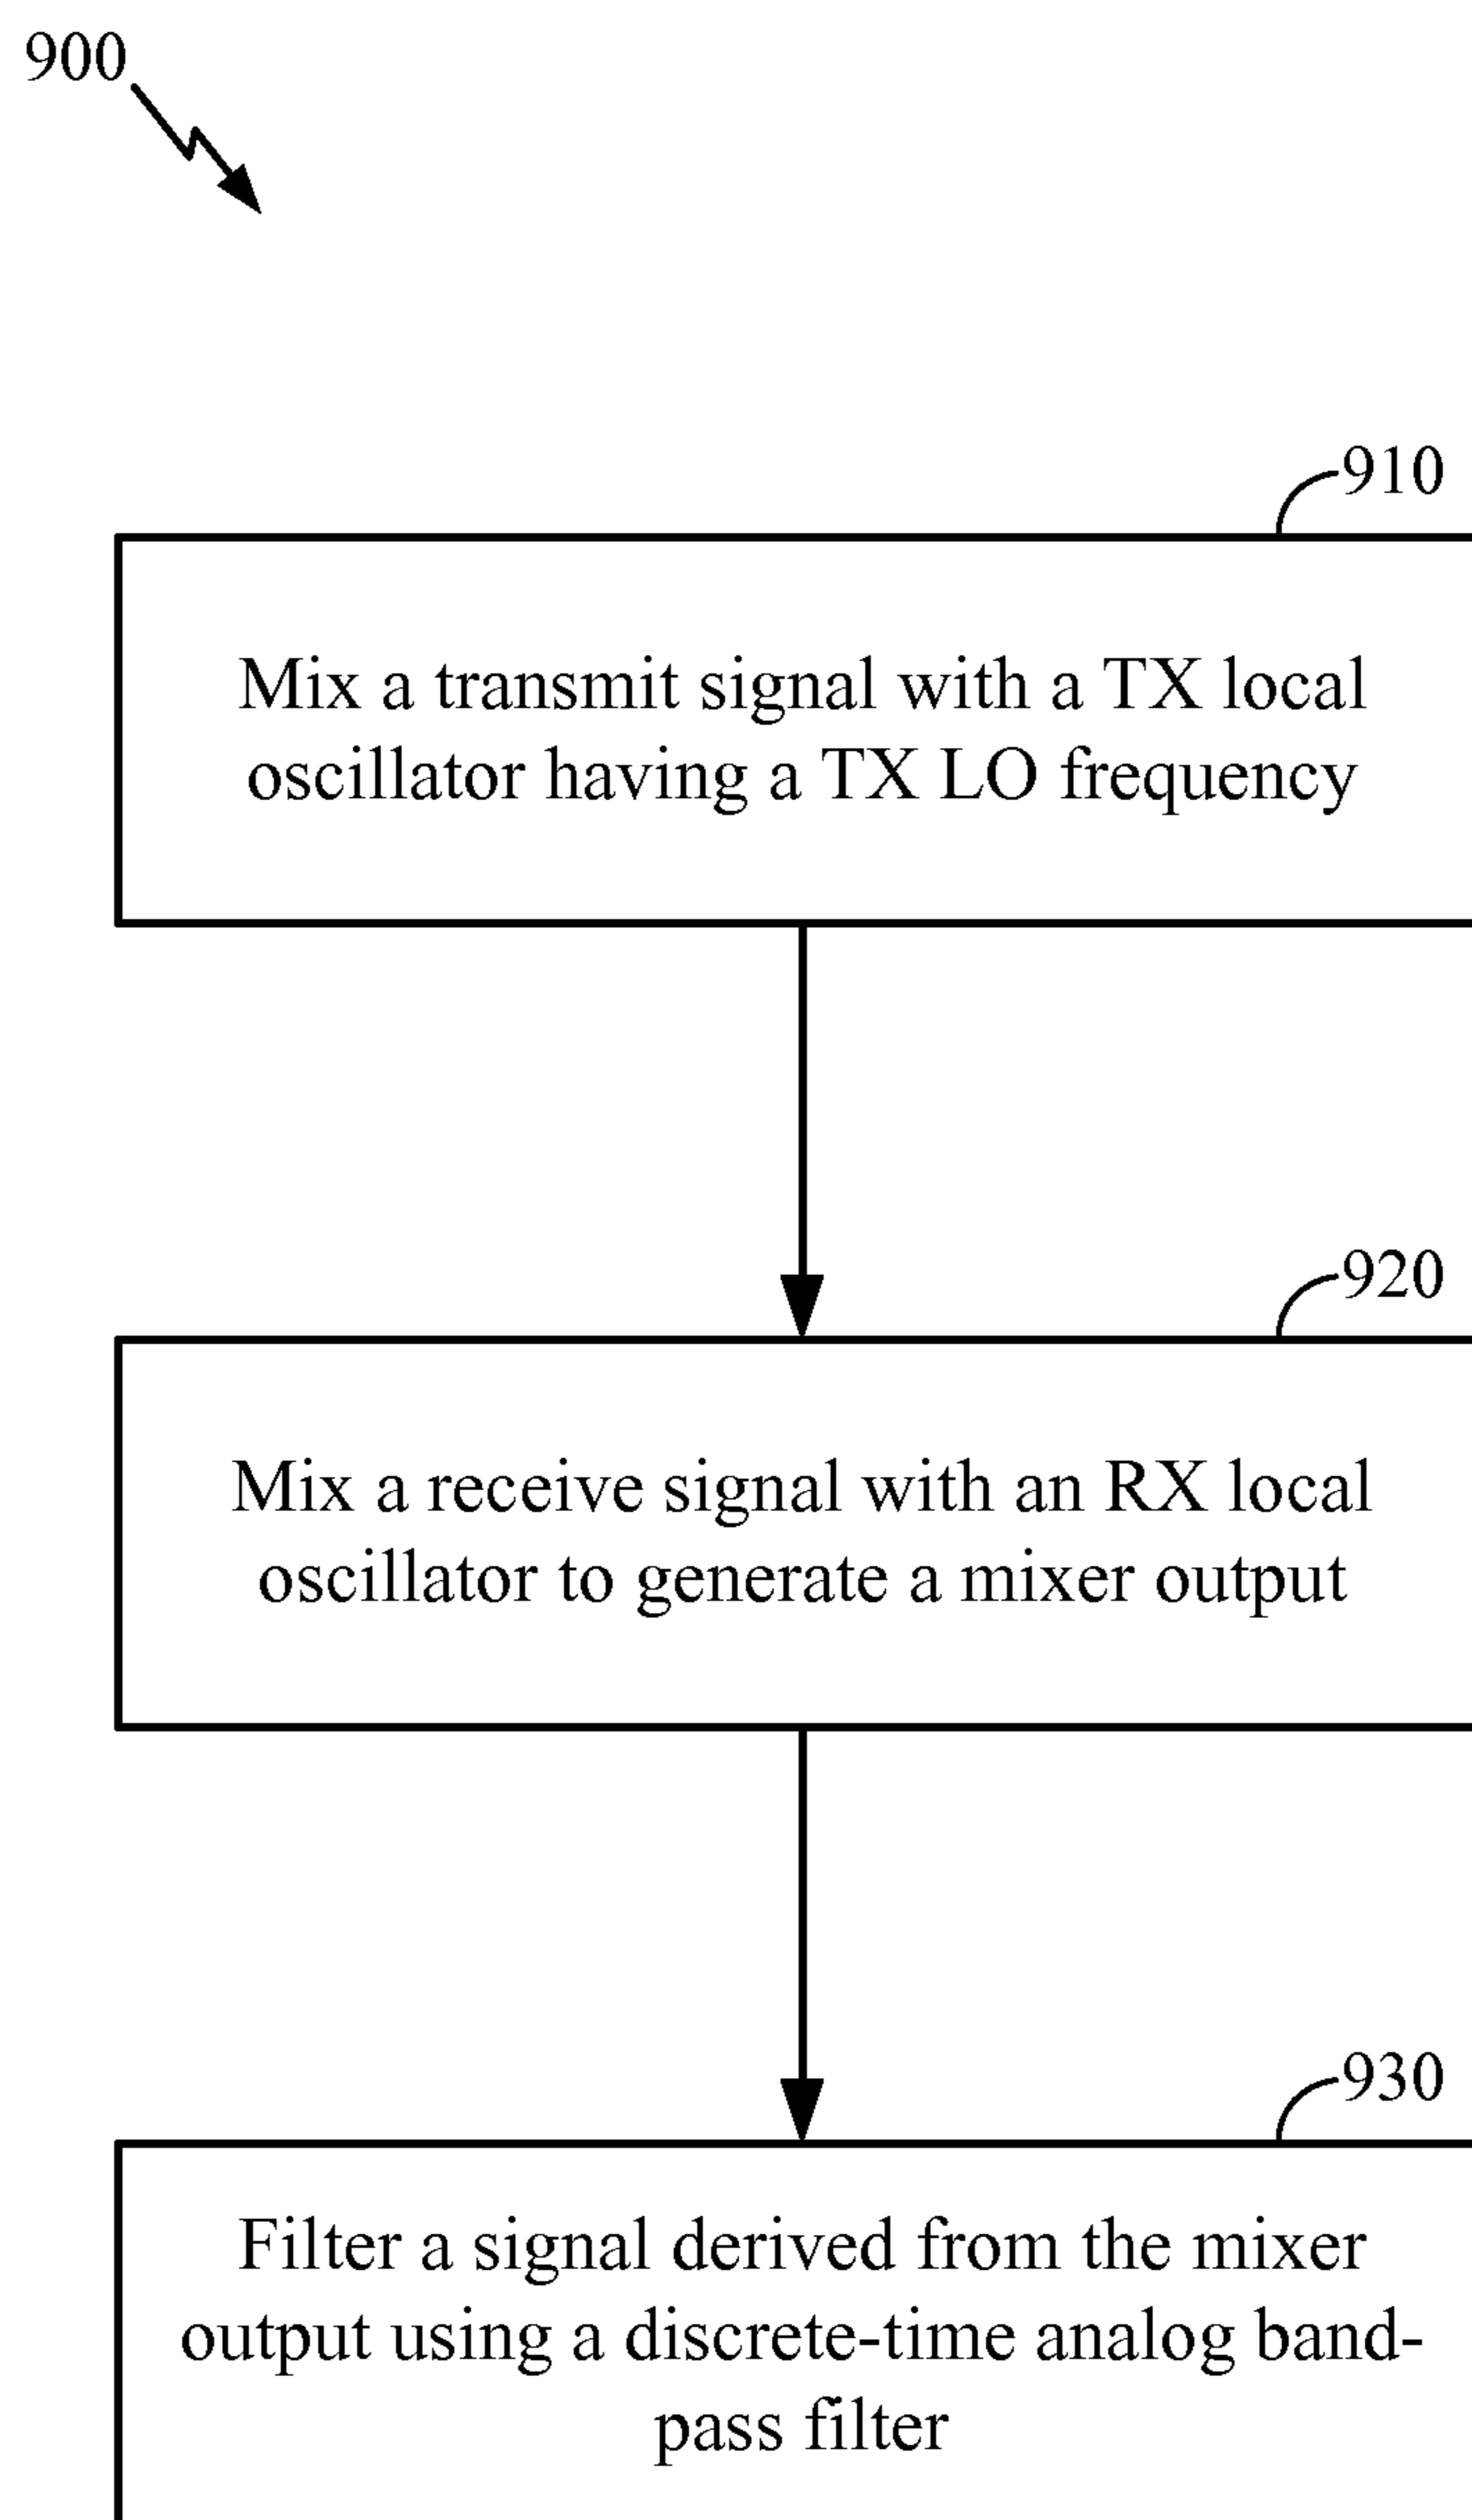 900
910
Mix a transmit signal with a TX local
oscillator having a TX LO frequency
920
Mix a receive signal with an RX local
oscillator to generate a mixer output
930
Filter a signal derived from the mixer
output using a discrete-time analog band-
pass filter